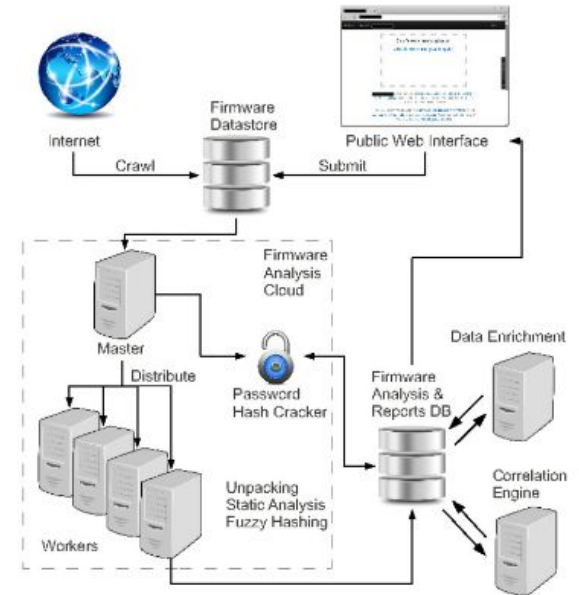 Firmware
Datastore
Internet
Crawl
Submit
Public Web Interface
Firmware
Analysis
Cloud
Master
Distribute
Password
Hash Cracker
Data Enrichment
Firmware
Analysis &
Reports DB
Correlation
Engine
Unpacking
Static Analysis
Fuzzy Hashing
Workers